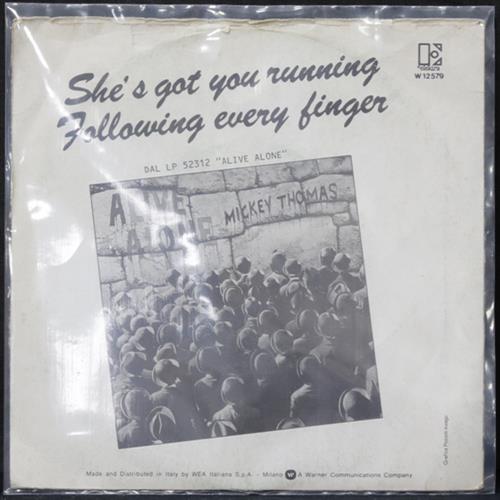 ELEKTRA
W 12579
She's got you running
Following every finger
DAL LP 52312 "ALIVE ALONE"
ALIVE
ALONE
MICKEY THOMAS
Made and Distributed in Italy by WEA Italiana S.p.A. - Milano A Warner Communications Company